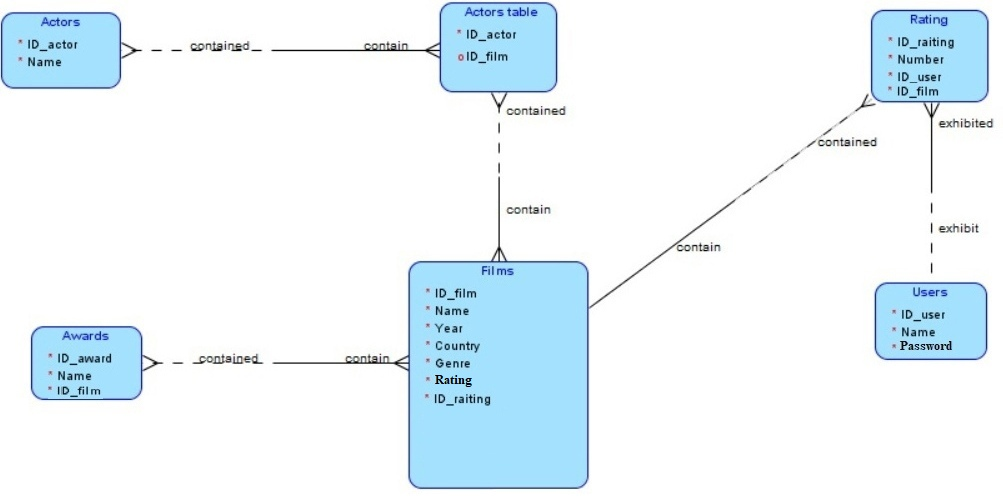 Actors
* ID_actor
* Name
contained
contain
Actors table
* ID_actor
o ID_film
contained
contain
Rating
* ID_raiting
* Number
* ID_user
* ID_film
contained
contain
exhibited
exhibit
Users
* ID_user
* Name
* Password
Films
* ID_film
* Name
* Year
* Country
* Genre
* Rating
* ID_raiting
Awards
* ID_award
* Name
* ID_film
contained
contain